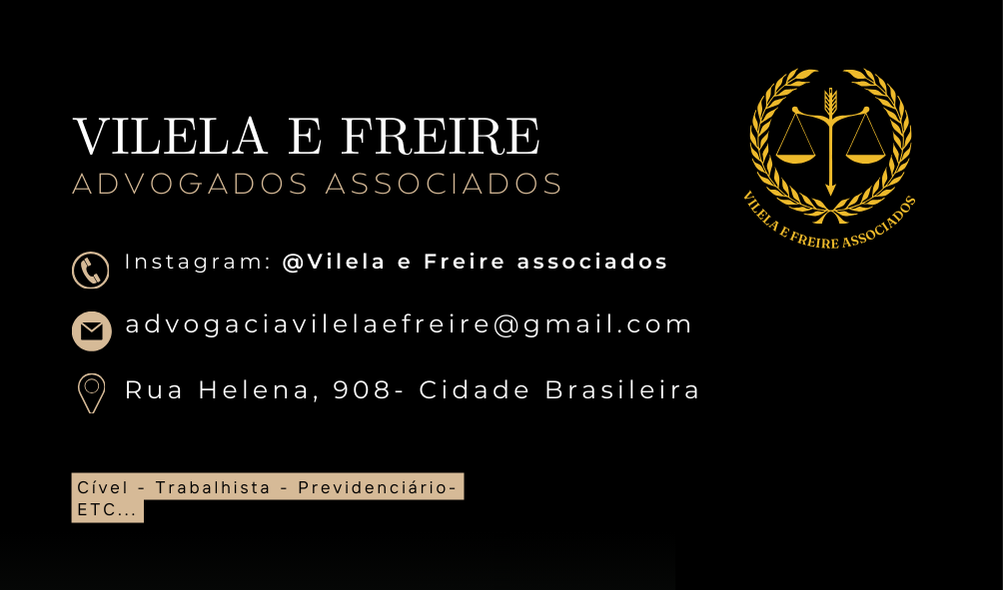 VILELA E FREIRE
ADVOGADOS ASSOCIADOS
VILELA E FREIRE ASSOCIADOS
Instagram: @Vilela e Freire associados
advogaciavilelaefreire@gmail.com
Rua Helena, 908- Cidade Brasileira
Cível - Trabalhista - Previdenciário-
ETC...